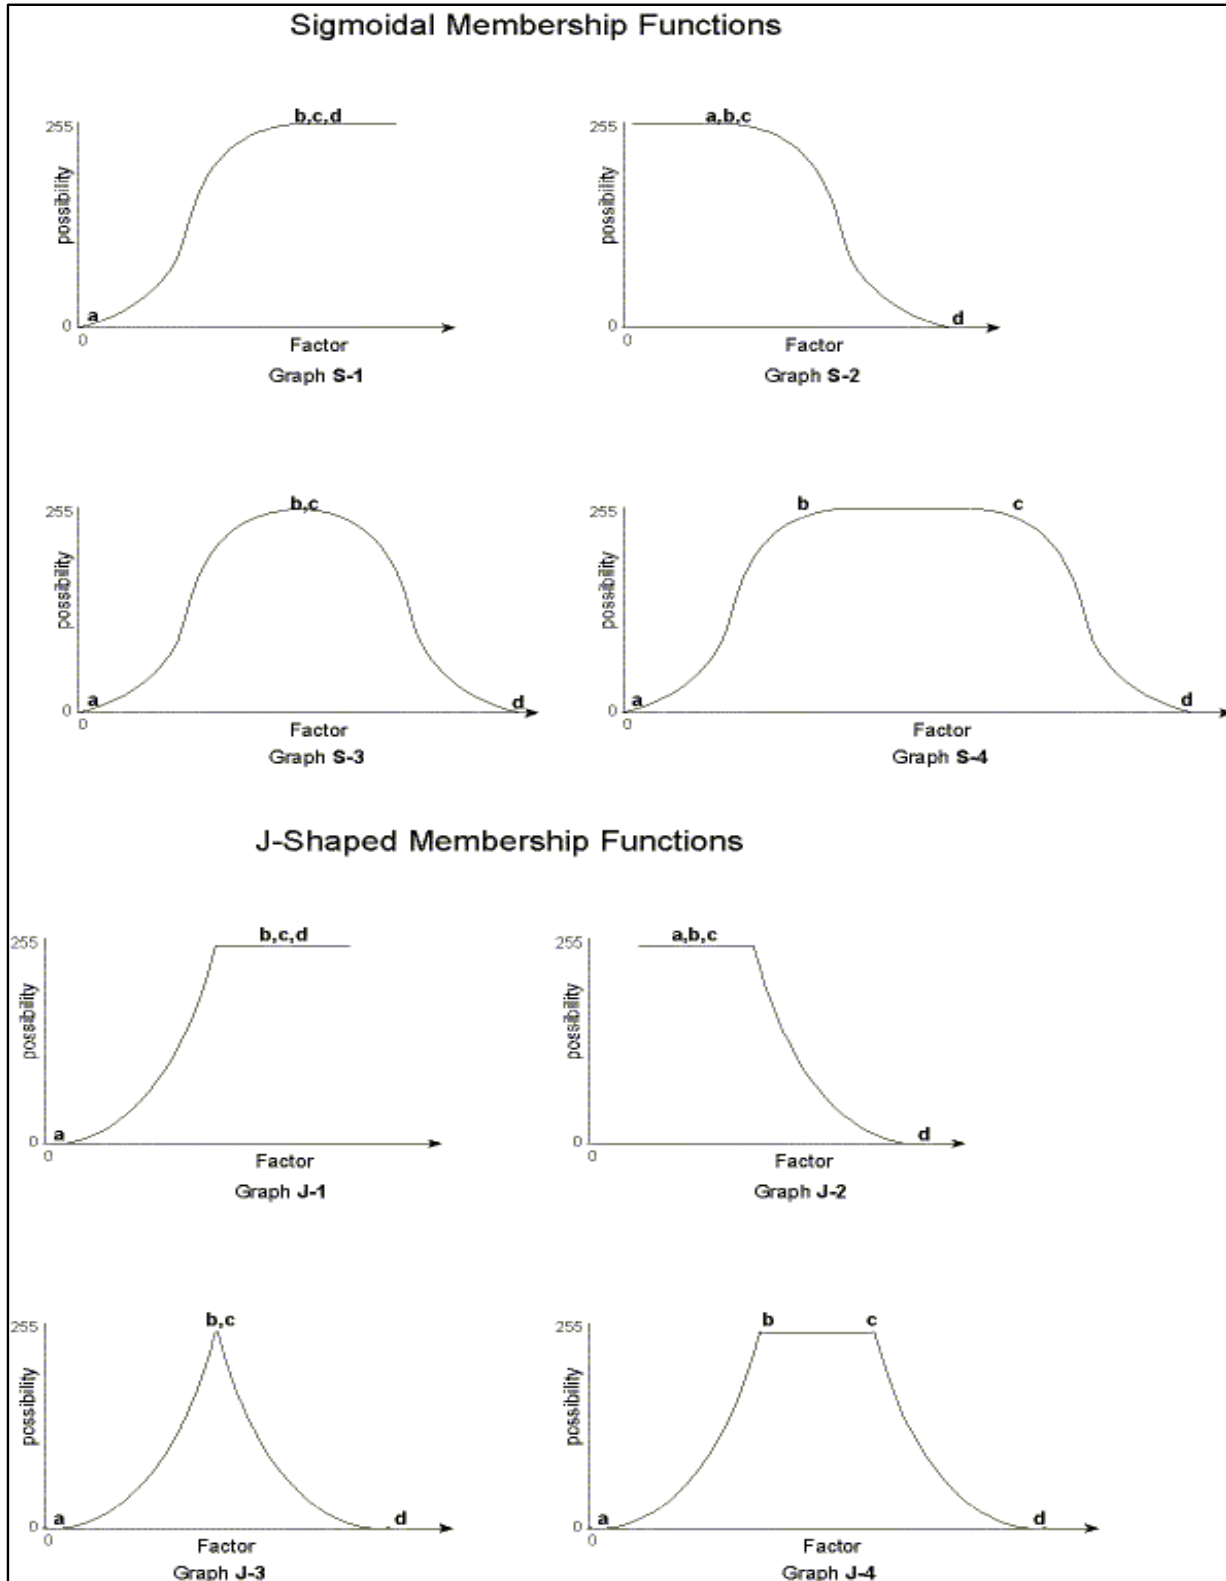 Sigmoidal Membership Functions
b,c,d
255
possibility
a
0
0
Factor
Graph S-1
a,b,c
255
possibility
0
0
d
Factor
Graph S-2
b,c
255
possibility
a
0
0
d
Factor
Graph S-3
b
c
255
possibility
a
0
0
d
Factor
Graph S-4
J-Shaped Membership Functions
b,c,d
255
possibility
a
0
0
Factor
Graph J-1
a,b,c
255
possibility
0
0
d
Factor
Graph J-2
b,c
255
possibility
a
0
0
d
Factor
Graph J-3
b
c
255
possibility
a
0
0
d
Factor
Graph J-4